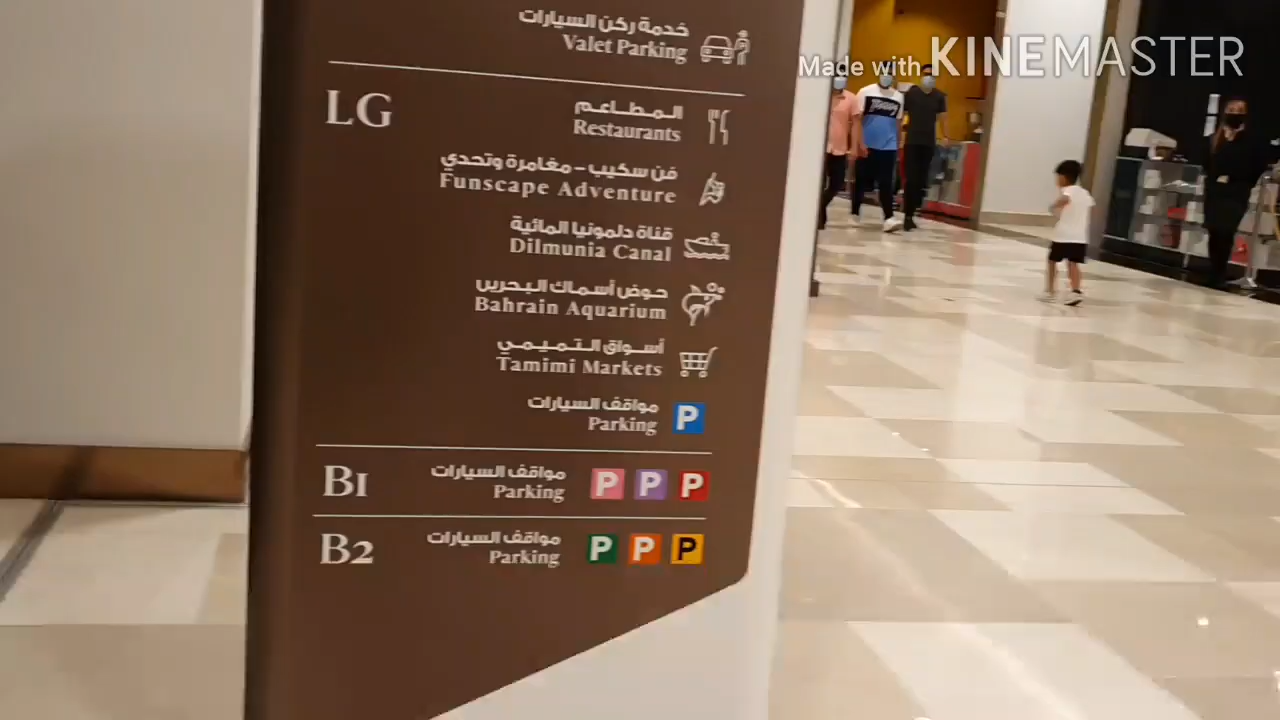 خدمة ركن السيارات
Valet Parking
Made with KINEMASTER
LG
المطاعم
Restaurants
فن سكيب - مغامرة وتحدي
Funscape Adventure
قناة دلمونيا المائية
Dilmunia Canal
حوض أسماك البحرين
Bahrain Aquarium
أسواق التميمي
Tamimi Markets
مواقف السيارات
Parking
P
B1
مواقف السيارات
Parking
P P P
B2
مواقف السيارات
Parking
P P P